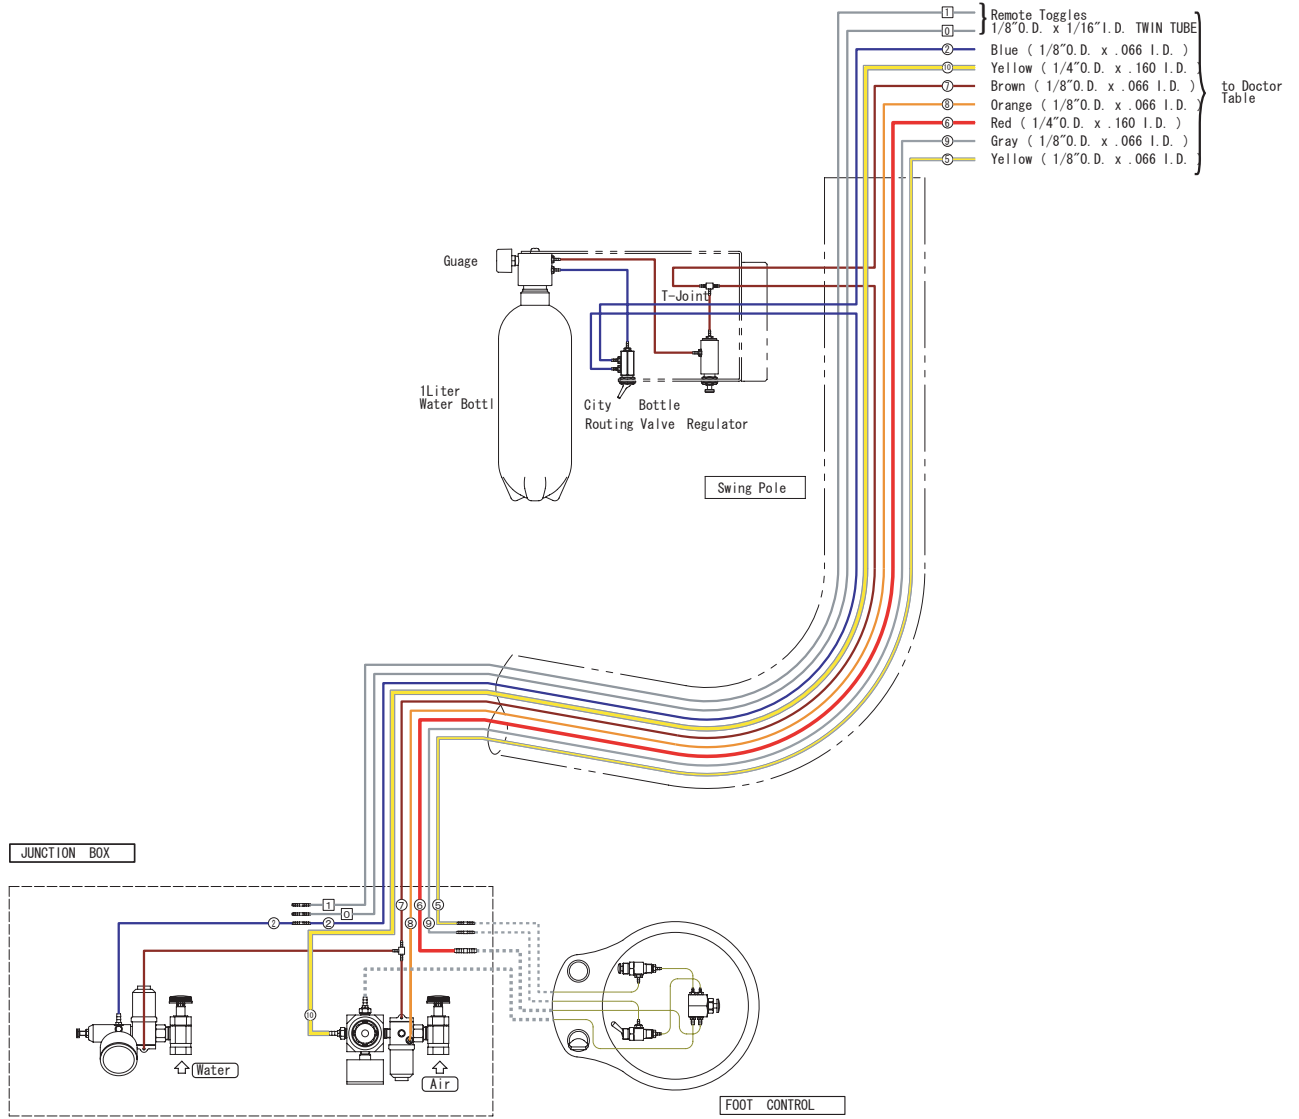 1
0
Remote Toggles
1/8"O.D. x 1/16"I.D. TWIN TUBE
② Blue ( 1/8"O.D. x .066 I.D. )
⑩ Yellow ( 1/4"O.D. x .160 I.D.
⑦ Brown ( 1/8"O.D. x .066 I.D. )
⑧ Orange ( 1/8"O.D. x .066 I.D. )
⑥ Red ( 1/4"O.D. x .160 I.D. )
⑨ Gray ( 1/8"O.D. x .066 I.D. )
⑤ Yellow ( 1/8"O.D. x .066 I.D.
to Doctor
Table
Guage
T-Joint
1Liter
Water Bottl
City Bottle
Routing Valve Regulator
Swing Pole
JUNCTION BOX
1
0
② ②
⑦ ⑥ ⑤
⑧ ⑨
⑩
Water
Air
FOOT CONTROL